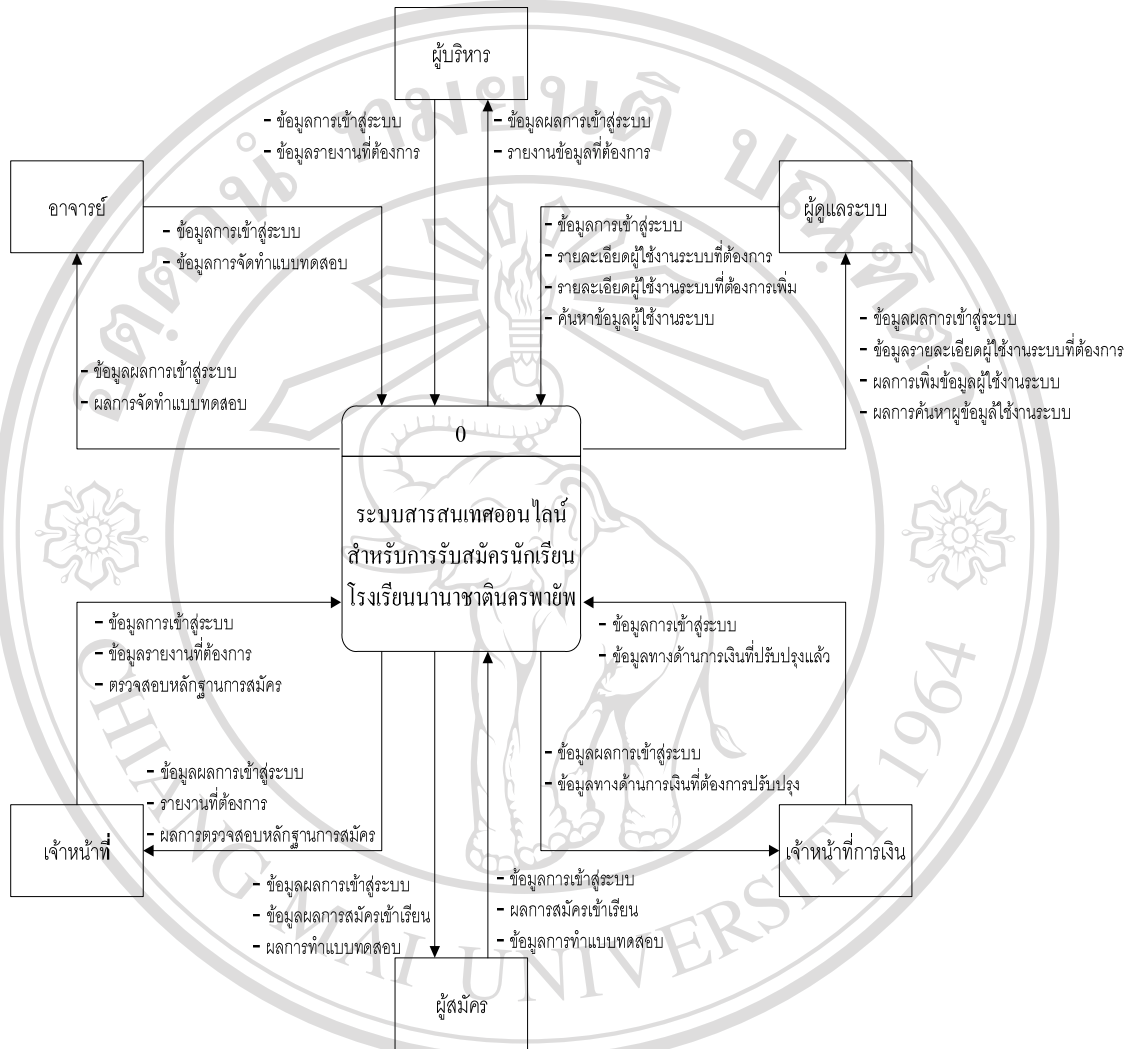 ผู้บริหาร
- ข้อมูลการเข้าสู่ระบบ
- ข้อมูลรายงานที่ต้องการ
- ข้อมูลผลการเข้าสู่ระบบ
- รายงานข้อมูลที่ต้องการ
อาจารย์
- ข้อมูลการเข้าสู่ระบบ
- ข้อมูลการจัดทำแบบทดสอบ
- ข้อมูลผลการเข้าสู่ระบบ
- ผลการจัดทำแบบทดสอบ
ผู้ดูแลระบบ
- ข้อมูลการเข้าสู่ระบบ
- รายละเอียดผู้ใช้งานระบบที่ต้องการ
- รายละเอียดผู้ใช้งานระบบที่ต้องการเพิ่ม
- ค้นหาข้อมูลผู้ใช้งานระบบ
- ข้อมูลผลการเข้าสู่ระบบ
- ข้อมูลรายละเอียดผู้ใช้งานระบบที่ต้องการ
- ผลการเพิ่มข้อมูลผู้ใช้งานระบบ
- ผลการค้นหาผูข้อมูล้ใช้งานระบบ
0
ระบบสารสนเทศออนไลน์
สำหรับการรับสมัครนักเรียน
โรงเรียนนานาชาตินครพายัพ
- ข้อมูลการเข้าสู่ระบบ
- ข้อมูลรายงานที่ต้องการ
- ตรวจสอบหลักฐานการสมัคร
- ข้อมูลผลการเข้าสู่ระบบ
- รายงานที่ต้องการ
- ผลการตรวจสอบหลักฐานการสมัคร
เจ้าหน้าที่
- ข้อมูลการเข้าสู่ระบบ
- ข้อมูลทางด้านการเงินที่ปรับปรุงแล้ว
- ข้อมูลผลการเข้าสู่ระบบ
- ข้อมูลทางด้านการเงินที่ต้องการปรับปรุง
เจ้าหน้าที่การเงิน
- ข้อมูลผลการเข้าสู่ระบบ
- ข้อมูลผลการสมัครเข้าเรียน
- ผลการทำแบบทดสอบ
- ข้อมูลการเข้าสู่ระบบ
- ผลการสมัครเข้าเรียน
- ข้อมูลการทำแบบทดสอบ
ผู้สมัคร
อตฺตานํ ทมยนฺติ ปณฺฑิตา
CHIANG MAI UNIVERSITY 1964